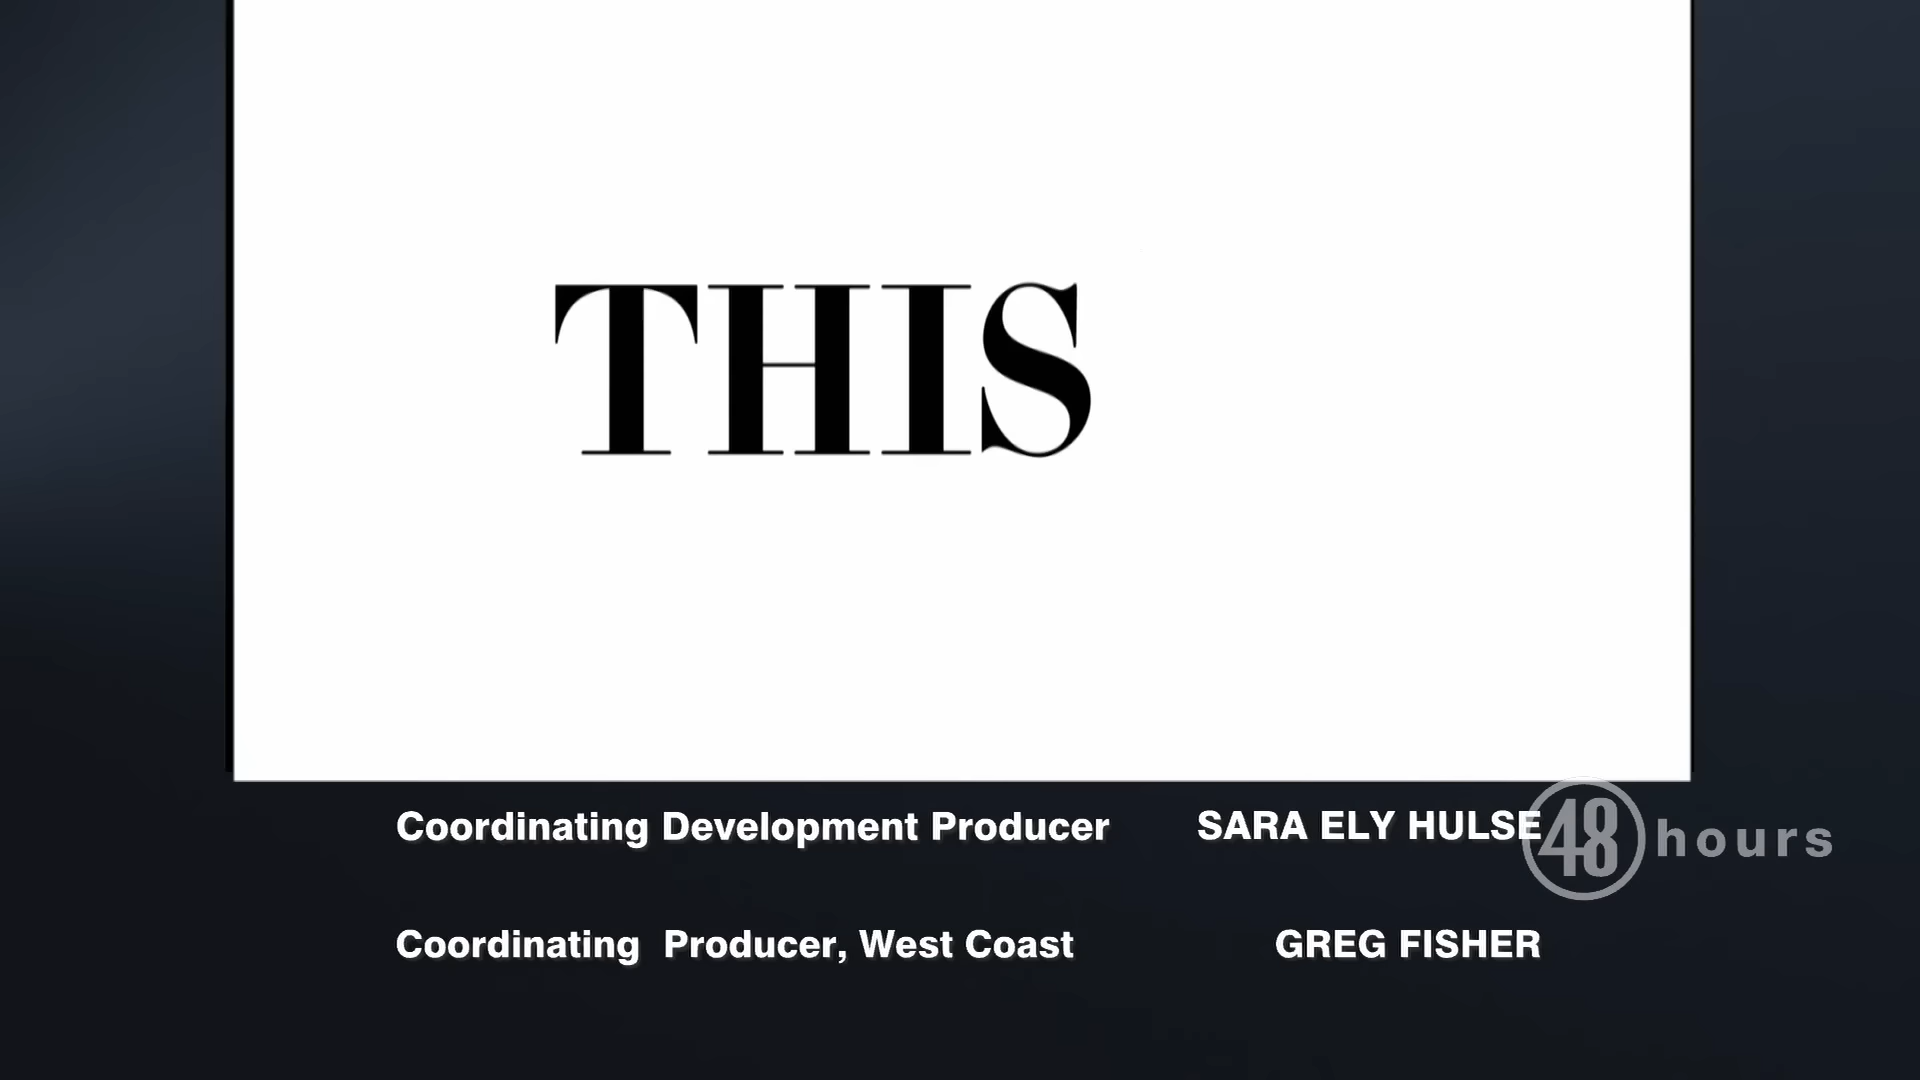 THIS
Coordinating Development Producer SARA ELY HULSE
48 hours
Coordinating Producer, West Coast GREG FISHER